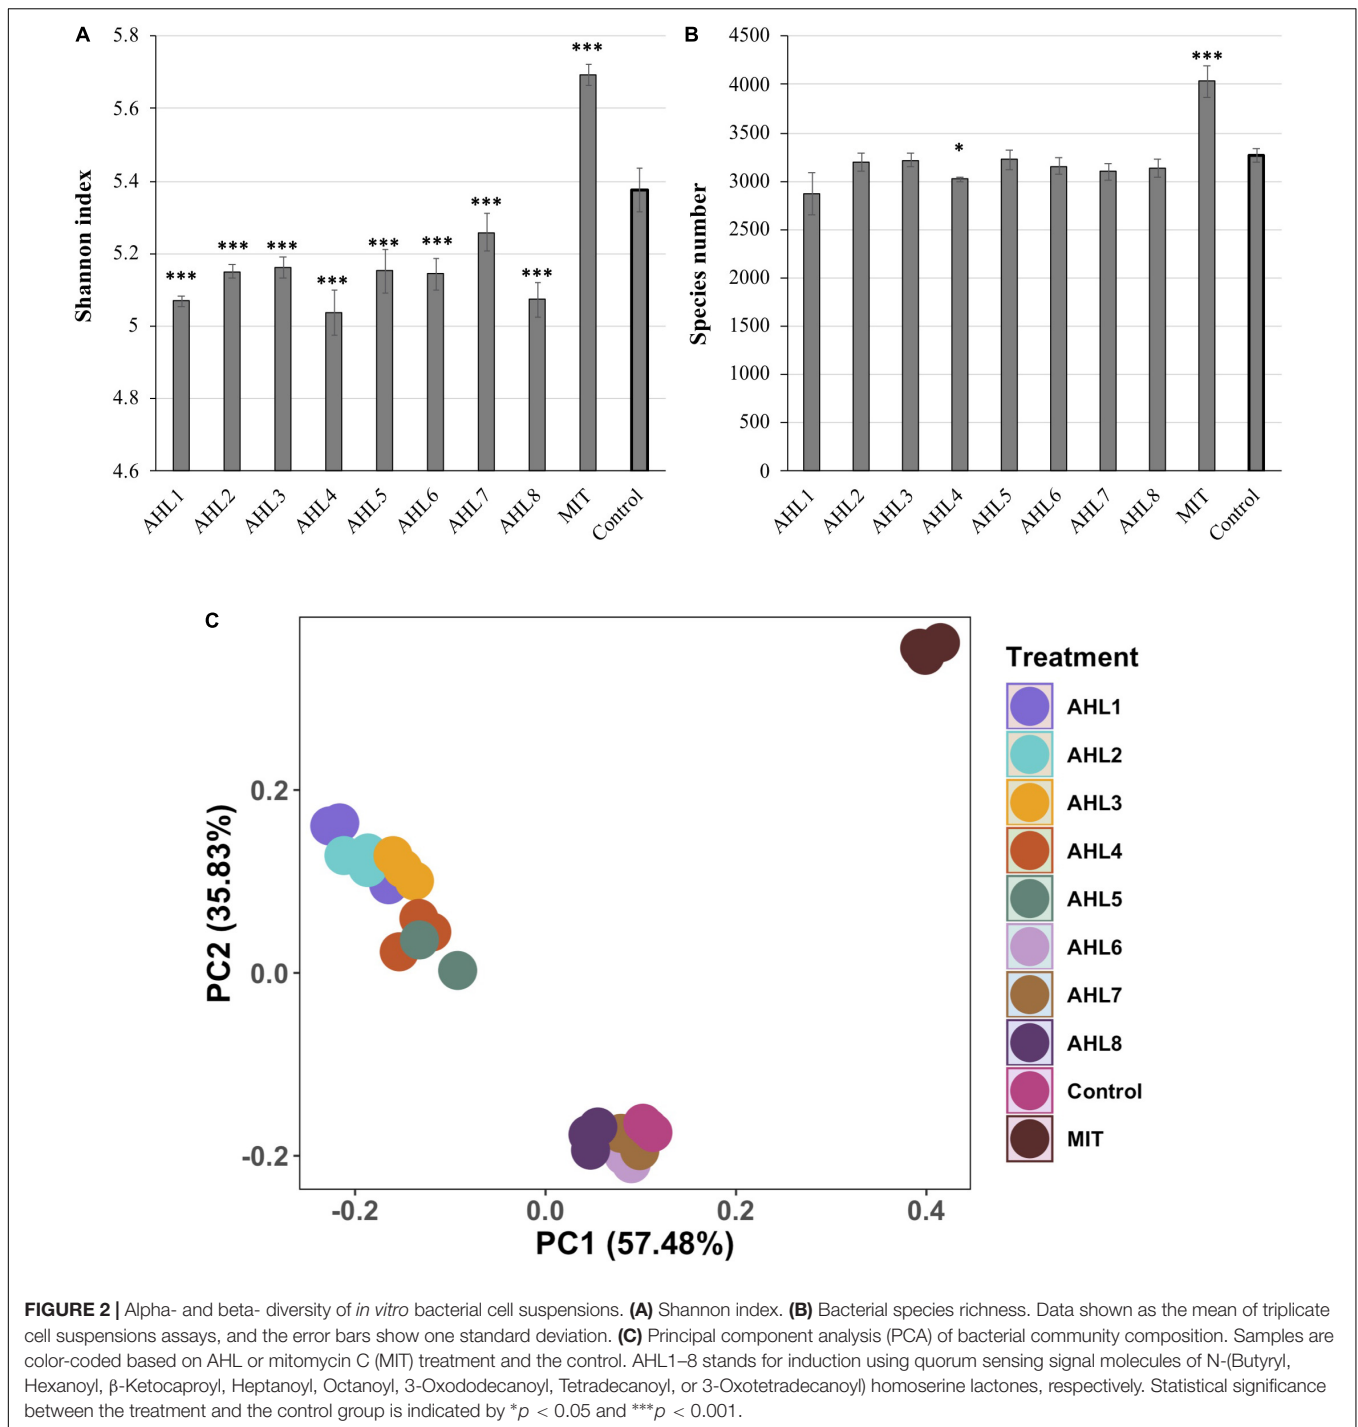 A
5.8
5.6
5.4
5.2
5
4.8
4.6
Shannon index
***
***
***
***
***
***
***
***
***
AHL1
AHL2
AHL3
AHL4
AHL5
AHL6
AHL7
AHL8
MIT
Control
B
4500
4000
3500
3000
2500
2000
1500
1000
500
0
Species number
*
***
AHL1
AHL2
AHL3
AHL4
AHL5
AHL6
AHL7
AHL8
MIT
Control
C
0.2
0.0
-0.2
PC2 (35.83%)
-0.2
0.0
0.2
0.4
PC1 (57.48%)
Treatment
AHL1
AHL2
AHL3
AHL4
AHL5
AHL6
AHL7
AHL8
Control
MIT
FIGURE 2 | Alpha- and beta- diversity of in vitro bacterial cell suspensions. (A) Shannon index. (B) Bacterial species richness. Data shown as the mean of triplicate
cell suspensions assays, and the error bars show one standard deviation. (C) Principal component analysis (PCA) of bacterial community composition. Samples are
color-coded based on AHL or mitomycin C (MIT) treatment and the control. AHL1–8 stands for induction using quorum sensing signal molecules of N-(Butyryl,
Hexanoyl, β-Ketocaproyl, Heptanoyl, Octanoyl, 3-Oxododecanoyl, Tetradecanoyl, or 3-Oxotetradecanoyl) homoserine lactones, respectively. Statistical significance
between the treatment and the control group is indicated by *p < 0.05 and ***p < 0.001.